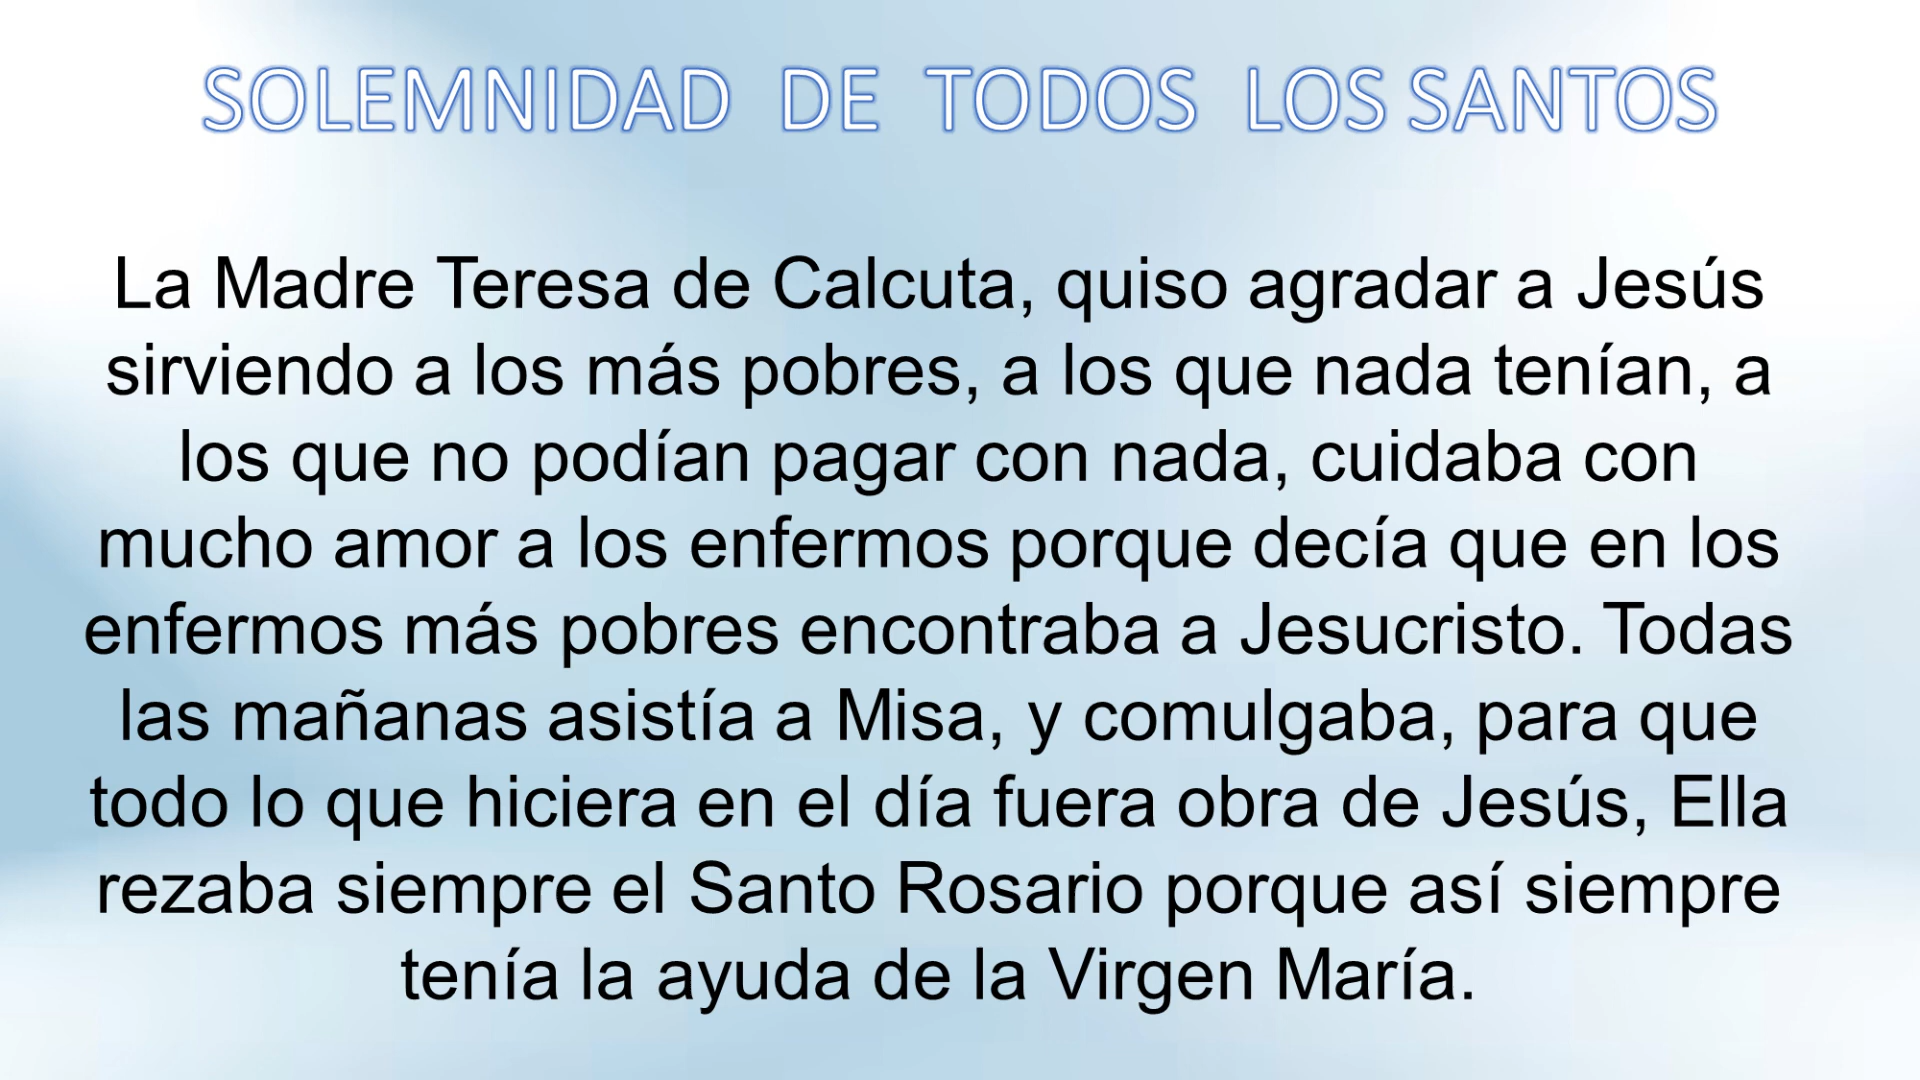 SOLEMNIDAD DE TODOS LOS SANTOS
La Madre Teresa de Calcuta, quiso agradar a Jesús
sirviendo a los más pobres, a los que nada tenían, a
los que no podían pagar con nada, cuidaba con
mucho amor a los enfermos porque decía que en los
enfermos más pobres encontraba a Jesucristo. Todas
las mañanas asistía a Misa, y comulgaba, para que
todo lo que hiciera en el día fuera obra de Jesús, Ella
rezaba siempre el Santo Rosario porque así siempre
tenía la ayuda de la Virgen María.